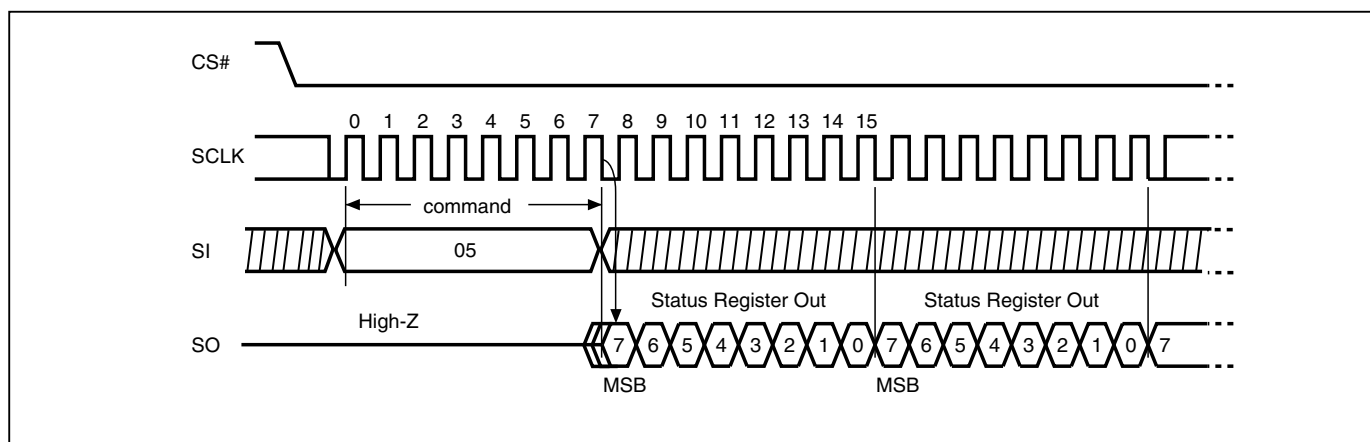 CS#
0 1 2 3 4 5 6 7 8 9 10 11 12 13 14 15
SCLK
command
SI
05
Status Register Out Status Register Out
High-Z
SO
7 6 5 4 3 2 1 0 7 6 5 4 3 2 1 0 7
MSB MSB